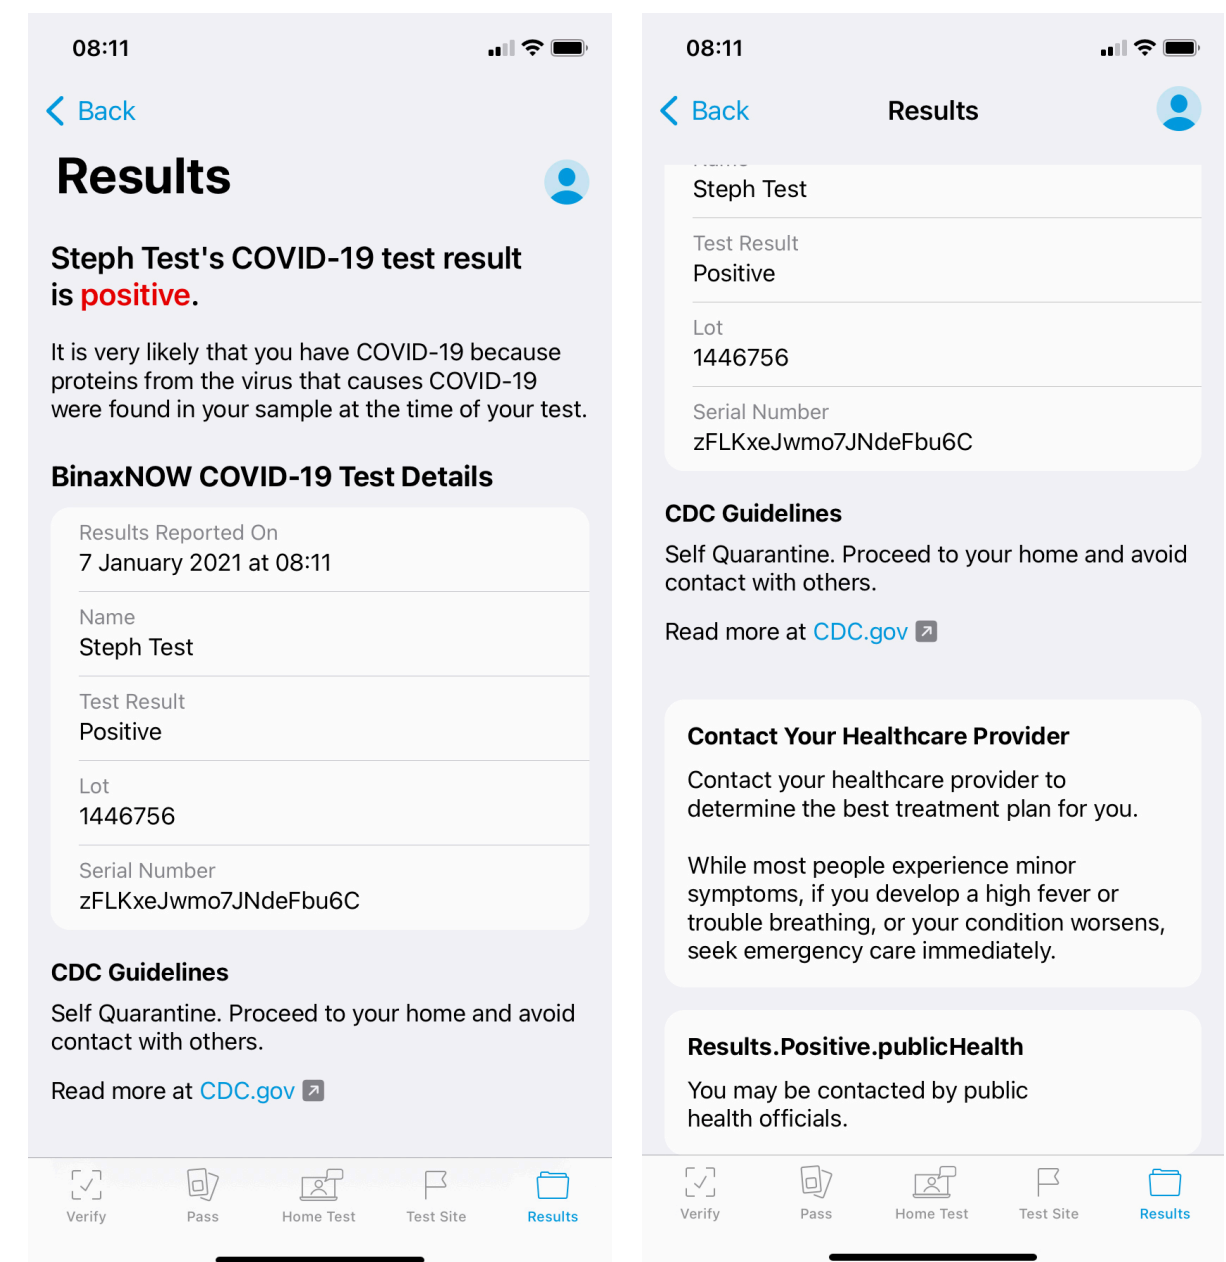 08:11
Back
Results
Steph Test's COVID-19 test result
is positive.
It is very likely that you have COVID-19 because
proteins from the virus that causes COVID-19
were found in your sample at the time of your test.
BinaxNOW COVID-19 Test Details
Results Reported On
7 January 2021 at 08:11
Name
Steph Test
Test Result
Positive
Lot
1446756
Serial Number
zFLKxeJwmo7JNdeFbu6C
CDC Guidelines
Self Quarantine. Proceed to your home and avoid
contact with others.
Read more at CDC.gov
Verify
Pass
Home Test
Test Site
Results
08:11
Back
Results
Steph Test
Test Result
Positive
Lot
1446756
Serial Number
zFLKxeJwmo7JNdeFbu6C
CDC Guidelines
Self Quarantine. Proceed to your home and avoid
contact with others.
Read more at CDC.gov
Contact Your Healthcare Provider
Contact your healthcare provider to
determine the best treatment plan for you.
While most people experience minor
symptoms, if you develop a high fever or
trouble breathing, or your condition worsens,
seek emergency care immediately.
Results.Positive.publicHealth
You may be contacted by public
health officials.
Verify
Pass
Home Test
Test Site
Results